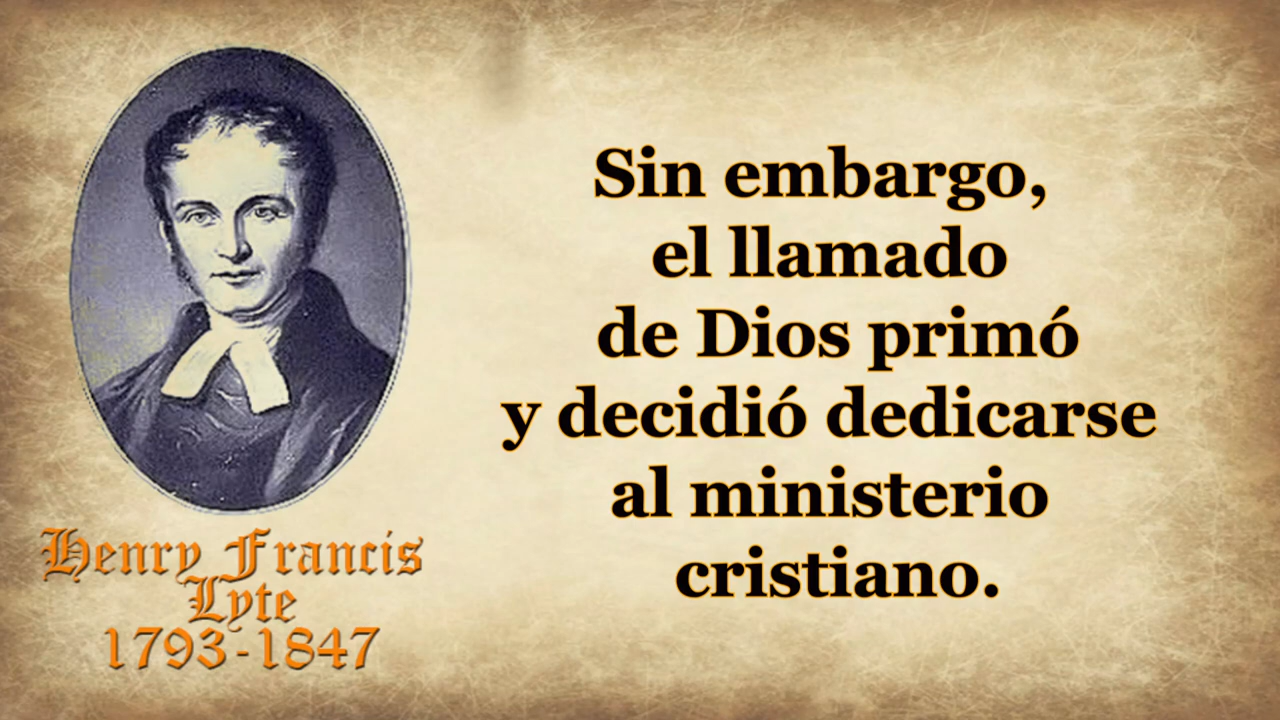 Sin embargo,
el llamado
de Dios primó
y decidió dedicarse
al ministerio
cristiano.
Henry Francis
Lyte
1793-1847